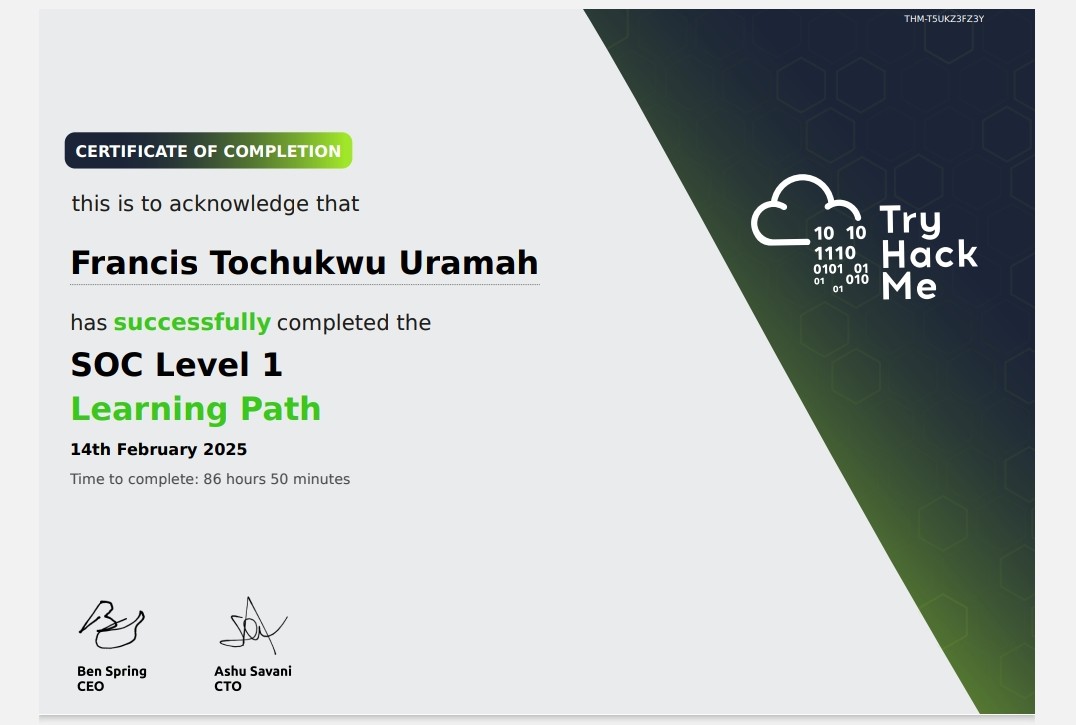 THM-T5UKZ3FZ3Y
CERTIFICATE OF COMPLETION
this is to acknowledge that
Francis Tochukwu Uramah
has successfully completed the
SOC Level 1
Learning Path
14th February 2025
Time to complete: 86 hours 50 minutes
10 10
1110
0101 01
01 010
01
Try
Hack
Me
Ben Spring
CEO
Ashu Savani
CTO